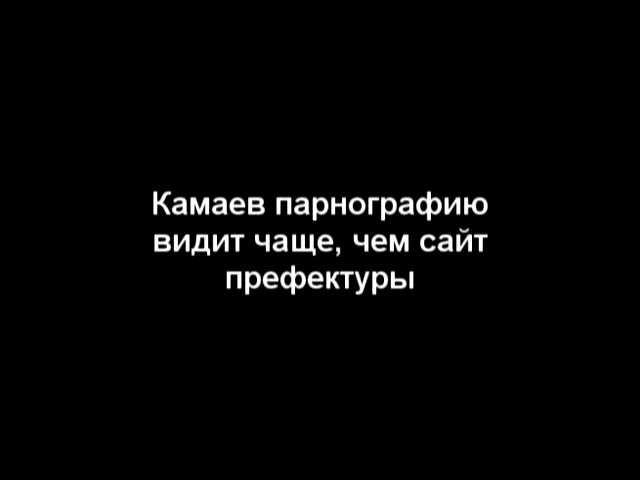 Камаев парнографию
видит чаще, чем сайт
префектуры